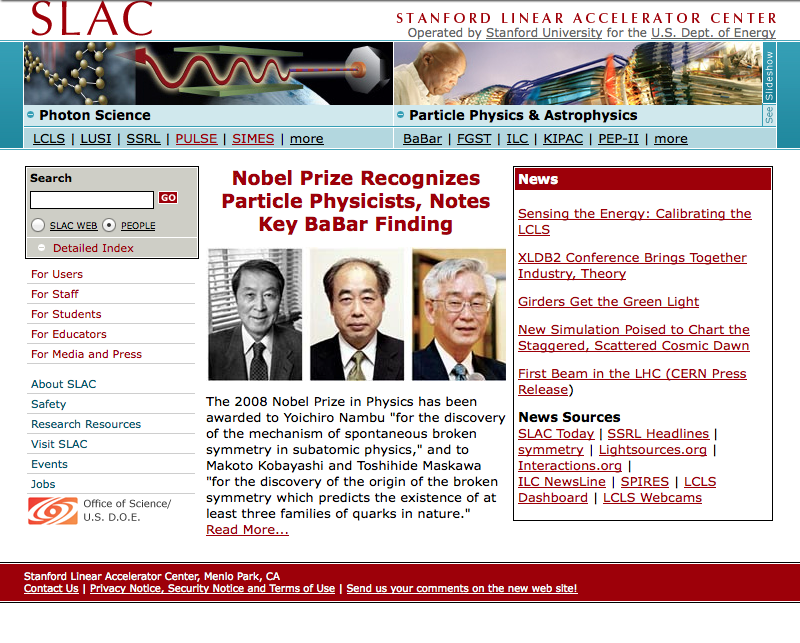 SLAC
STANFORD LINEAR ACCELERATOR CENTER
Operated by Stanford University for the U.S. Dept. of Energy
See Slideshow
Photon Science
LCLS | LUSI | SSRL | PULSE | SIMES | more
Particle Physics & Astrophysics
BaBar | FGST | ILC | KIPAC | PEP-II | more
Search
GO
SLAC WEB PEOPLE
Detailed Index
For Users
For Staff
For Students
For Educators
For Media and Press
About SLAC
Safety
Research Resources
Visit SLAC
Events
Jobs
Office of Science/
U.S. D.O.E.
Nobel Prize Recognizes
Particle Physicists, Notes
Key BaBar Finding
The 2008 Nobel Prize in Physics has been
awarded to Yoichiro Nambu "for the discovery
of the mechanism of spontaneous broken
symmetry in subatomic physics," and to
Makoto Kobayashi and Toshihide Maskawa
"for the discovery of the origin of the broken
symmetry which predicts the existence of at
least three families of quarks in nature."
Read More...
News
Sensing the Energy: Calibrating the
LCLS
XLDB2 Conference Brings Together
Industry, Theory
Girders Get the Green Light
New Simulation Poised to Chart the
Staggered, Scattered Cosmic Dawn
First Beam in the LHC (CERN Press
Release)
News Sources
SLAC Today | SSRL Headlines |
symmetry | Lightsources.org |
Interactions.org |
ILC NewsLine | SPIRES | LCLS
Dashboard | LCLS Webcams
Stanford Linear Accelerator Center, Menlo Park, CA
Contact Us | Privacy Notice, Security Notice and Terms of Use | Send us your comments on the new web site!